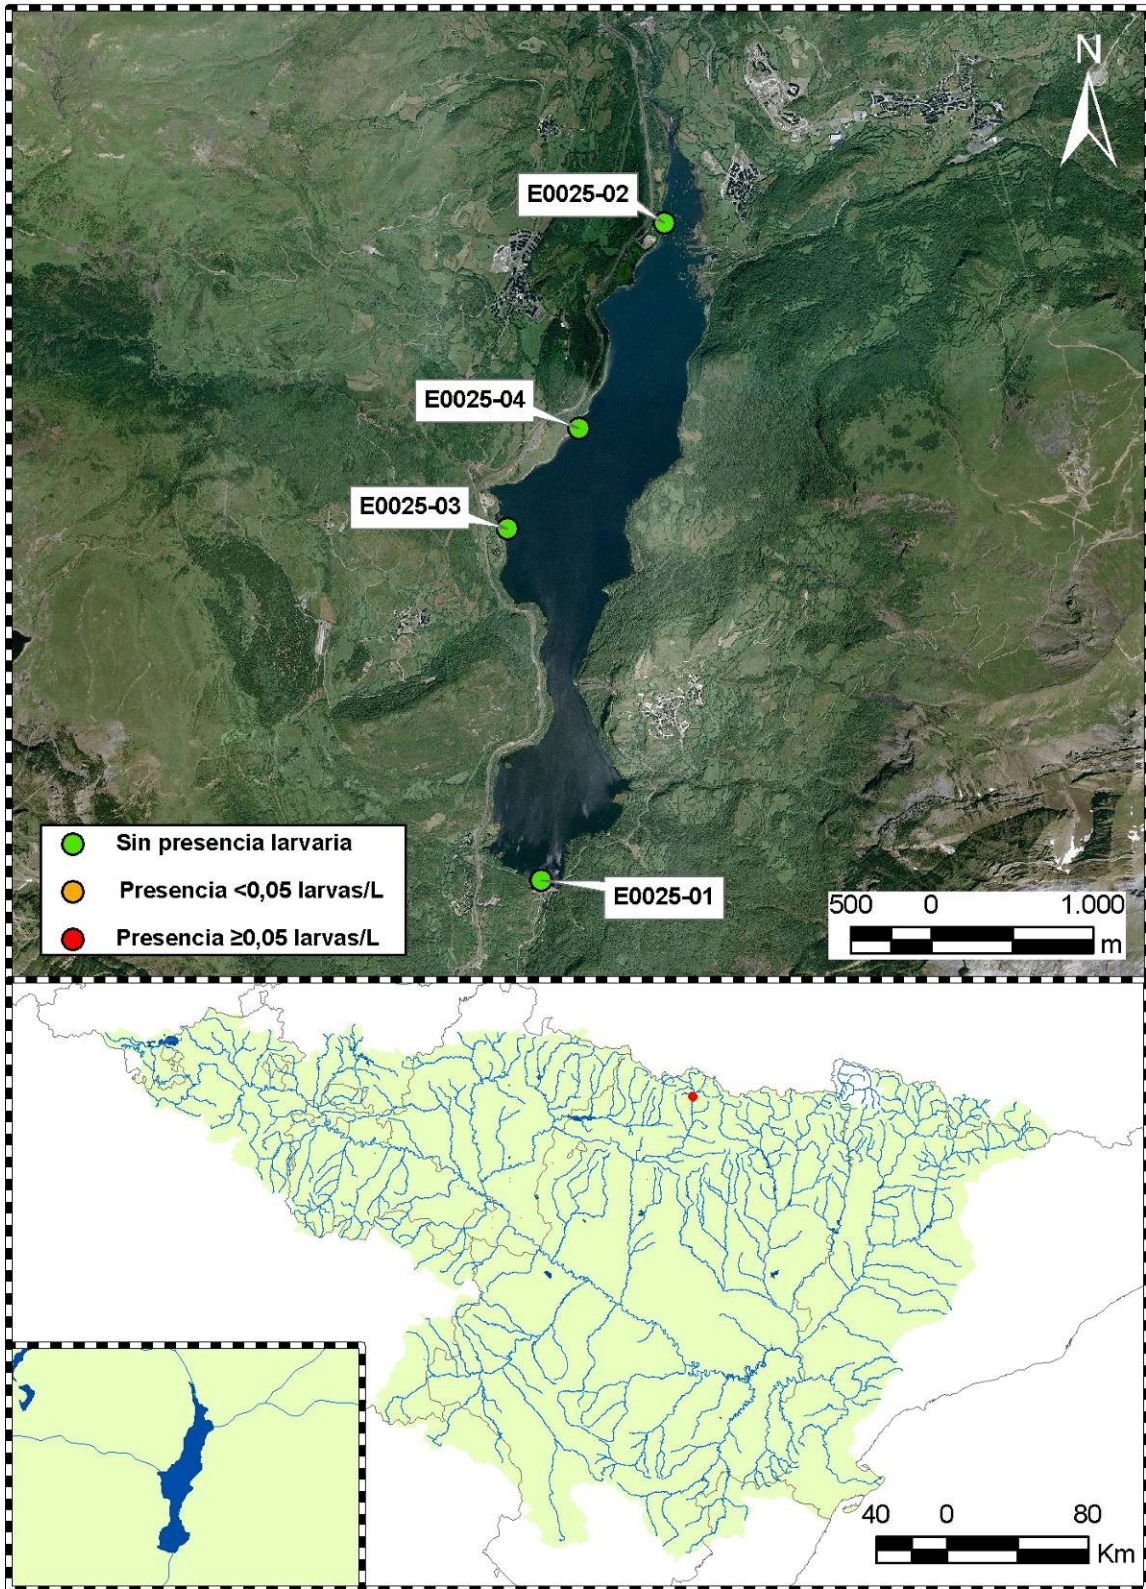 N
E0025-02
E0025-04
E0025-03
E0025-01
Sin presencia larvaria
Presencia <0,05 larvas/L
Presencia ≥0,05 larvas/L
500 0 1.000
m
40 0 80
Km